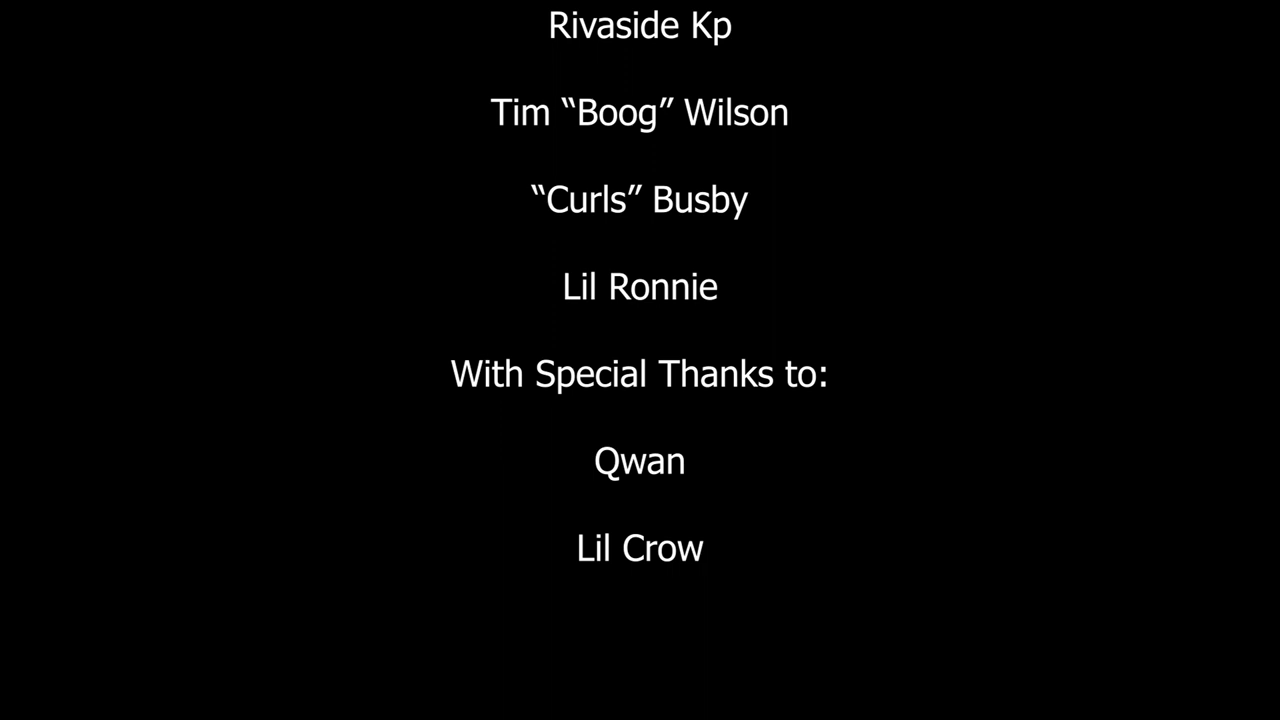 Rivaside Kp
Tim “Boog” Wilson
“Curls” Busby
Lil Ronnie
With Special Thanks to:
Qwan
Lil Crow